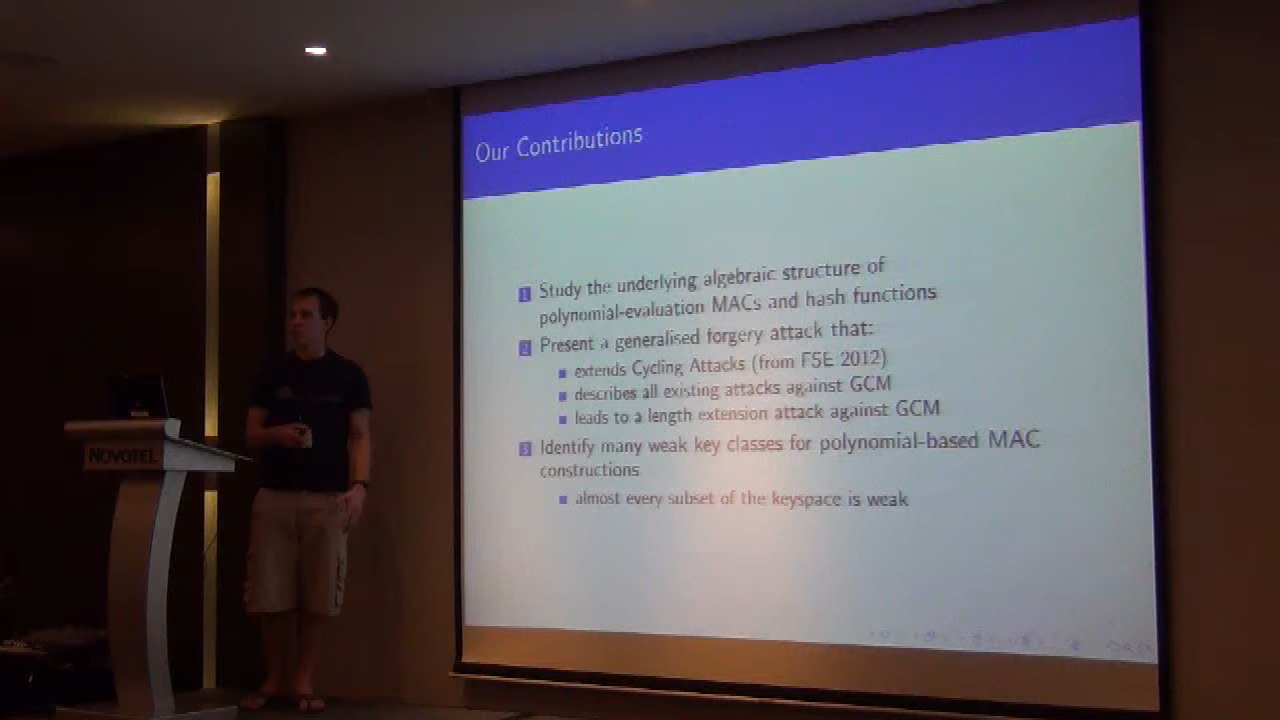 Our Contributions
1 Study the underlying algebraic structure of
polynomial-evaluation MACs and hash functions
2 Present a generalised forgery attack that:
extends Cycling Attacks (from FSE 2012)
describes all existing attacks against GCM
leads to a length extension attack against GCM
3 Identify many weak key classes for polynomial-based MAC
constructions
almost every subset of the keyspace is weak
NOVOTEL